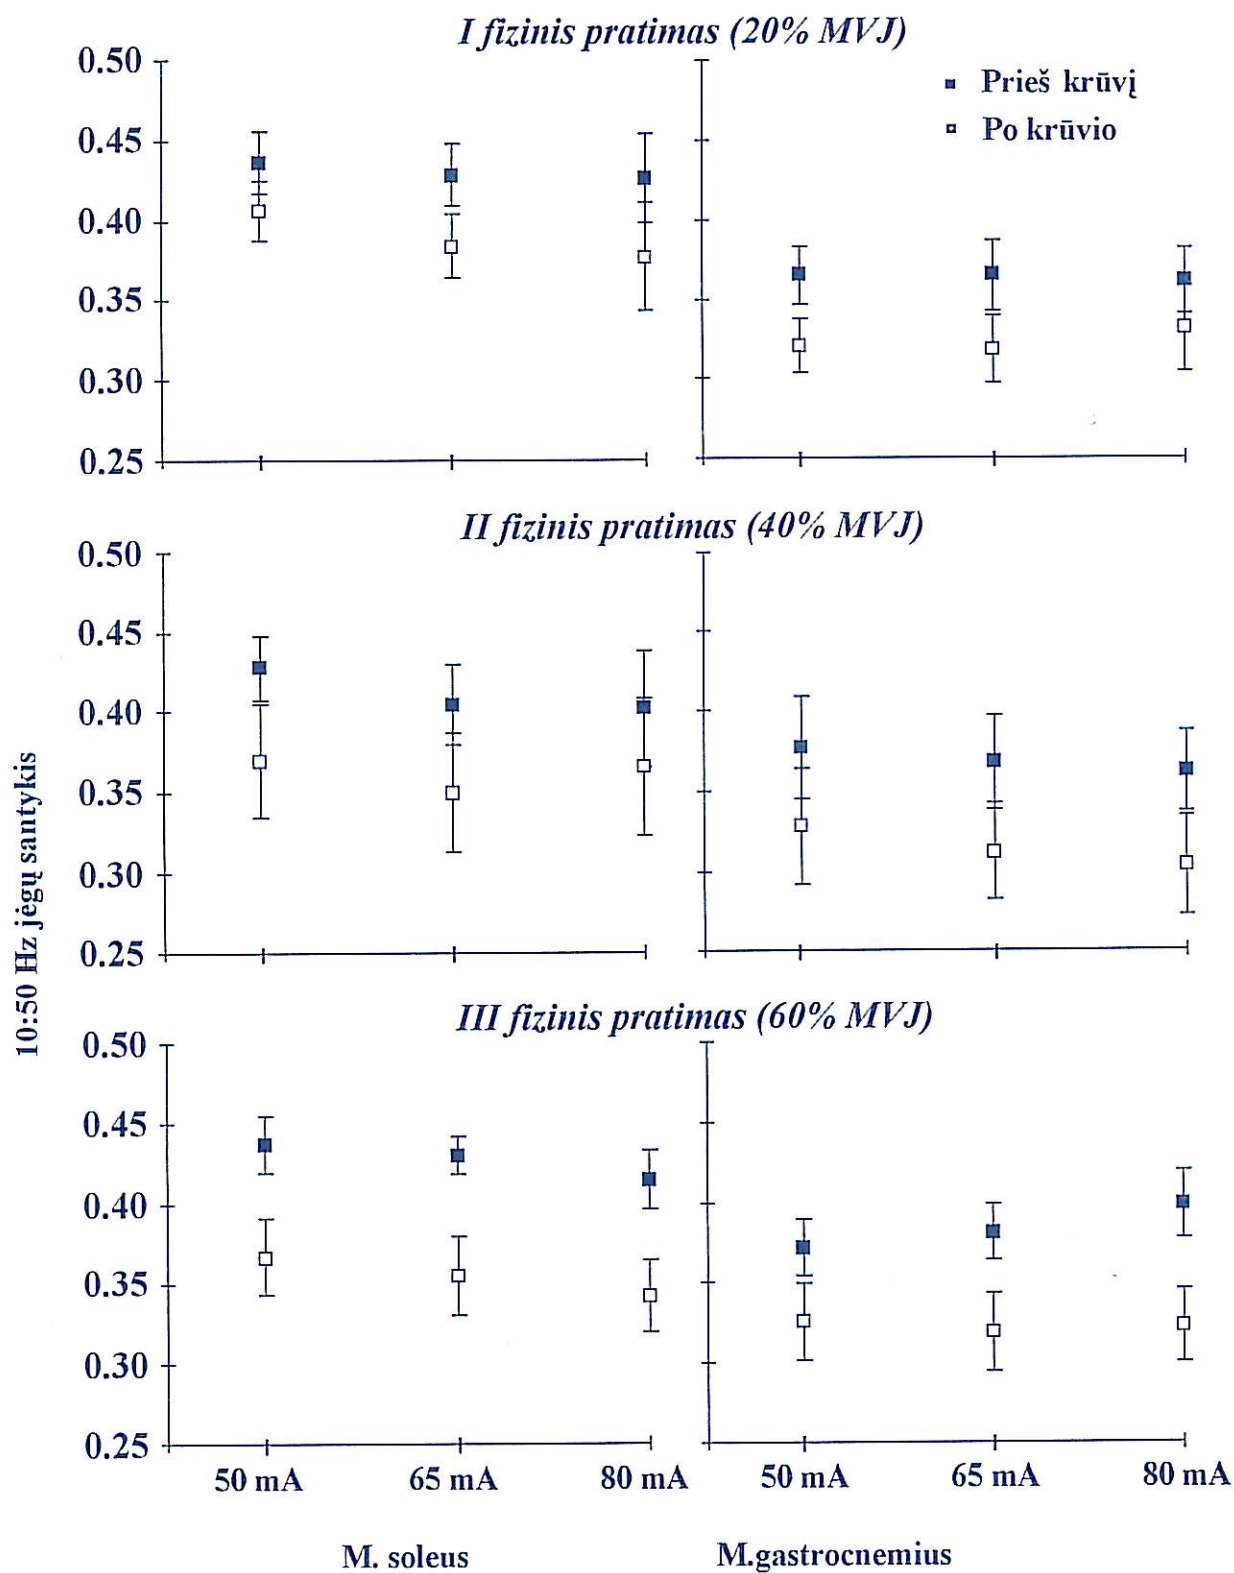 I fizinis pratimas (20% MVJ)
0.50
0.45
0.40
0.35
0.30
0.25
Prieš krūvį
Po krūvio
II fizinis pratimas (40% MVJ)
0.50
0.45
0.40
0.35
0.30
0.25
10:50 Hz jėgų santykis
III fizinis pratimas (60% MVJ)
0.50
0.45
0.40
0.35
0.30
0.25
50 mA 65 mA 80 mA 50 mA 65 mA 80 mA
M. soleus M.gastrocnemius